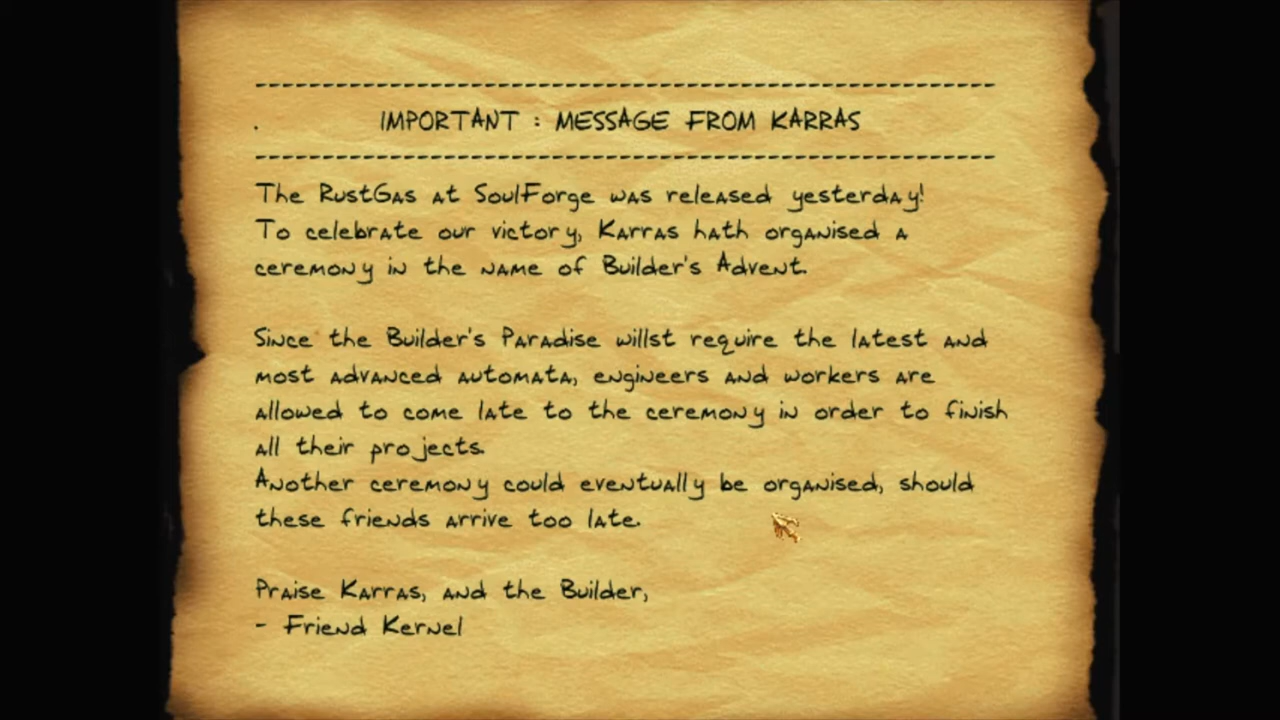 -------------------------------------------------------
. IMPORTANT : MESSAGE FROM KARRAS
-------------------------------------------------------
The RustGas at SoulForge was released yesterday!
To celebrate our victory, Karras hath organised a
ceremony in the name of Builder's Advent.
Since the Builder's Paradise willst require the latest and
most advanced automata, engineers and workers are
allowed to come late to the ceremony in order to finish
all their projects.
Another ceremony could eventually be organised, should
these friends arrive too late.
Praise Karras, and the Builder,
- Friend Kernel